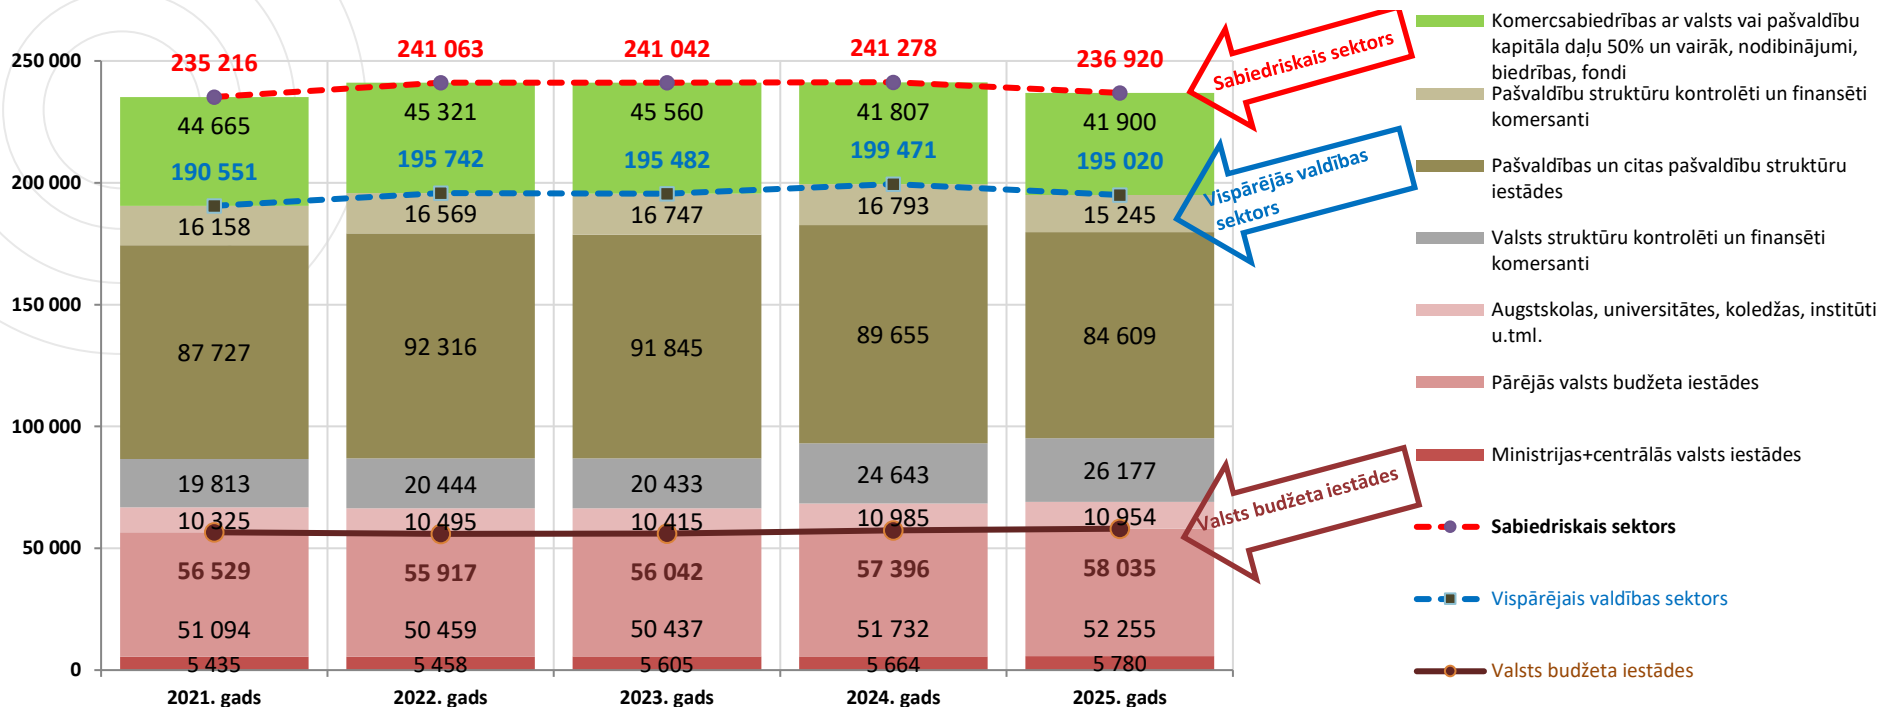 250 000
200 000
150 000
100 000
50 000
0
235 216
241 063
241 042
241 278
236 920
44 665
45 321
45 560
41 807
41 900
190 551
195 742
195 482
199 471
195 020
16 158
16 569
16 747
16 793
15 245
87 727
92 316
91 845
89 655
84 609
19 813
20 444
20 433
24 643
26 177
10 325
10 495
10 415
10 985
10 954
56 529
55 917
56 042
57 396
58 035
51 094
50 459
50 437
51 732
52 255
5 435
5 458
5 605
5 664
5 780
2021. gads
2022. gads
2023. gads
2024. gads
2025. gads
Sabiedriskais sektors
Vispārējās valdības
sektors
Valsts budžeta iestādes
Komercsabiedrības ar valsts vai pašvaldību
kapitāla daļu 50% un vairāk, nodibinājumi,
biedrības, fondi
Pašvaldību struktūru kontrolēti un finansēti
komersanti
Pašvaldības un citas pašvaldību struktūru
iestādes
Valsts struktūru kontrolēti un finansēti
komersanti
Augstskolas, universitātes, koledžas, institūti
u.tml.
Pārējās valsts budžeta iestādes
Ministrijas+centrālās valsts iestādes
Sabiedriskais sektors
Vispārējais valdības sektors
Valsts budžeta iestādes